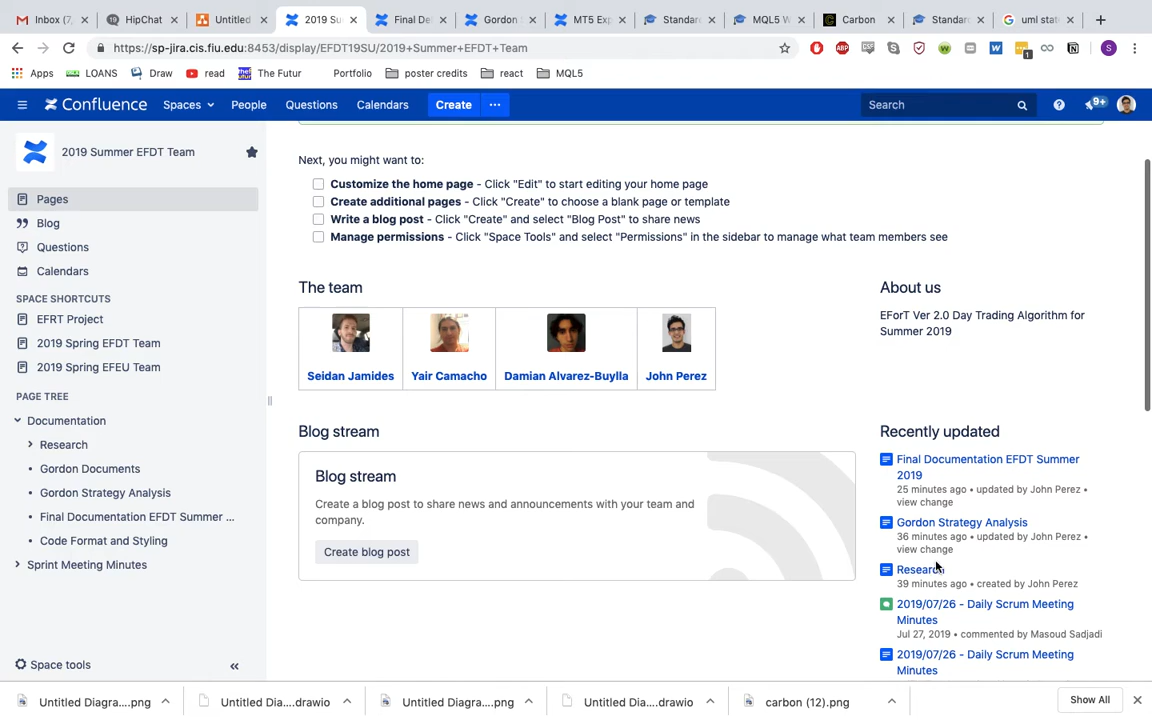 Inbox (7,
HipChat
Untitled
2019 Su
Final De
Gordon
MT5 Exp
Standar
MQL5 W
Carbon
Standar
uml stat
https://sp-jira.cis.fiu.edu:8453/display/EFDT19SU/2019+Summer+EFDT+Team
Apps LOANS Draw read The Futur Portfolio poster credits react MQL5
Confluence Spaces People Questions Calendars Create ... Search 9+
2019 Summer EFDT Team
Pages
Blog
Questions
Calendars
SPACE SHORTCUTS
EFRT Project
2019 Spring EFDT Team
2019 Spring EFEU Team
PAGE TREE
Documentation
Research
Gordon Documents
Gordon Strategy Analysis
Final Documentation EFDT Summer ...
Code Format and Styling
Sprint Meeting Minutes
Space tools
Next, you might want to:
Customize the home page - Click "Edit" to start editing your home page
Create additional pages - Click "Create" to choose a blank page or template
Write a blog post - Click "Create" and select "Blog Post" to share news
Manage permissions - Click "Space Tools" and select "Permissions" in the sidebar to manage what team members see
The team
Seidan Jamides Yair Camacho Damian Alvarez-Buylla John Perez
Blog stream
Blog stream
Create a blog post to share news and announcements with your team and
company.
Create blog post
About us
EForT Ver 2.0 Day Trading Algorithm for
Summer 2019
Recently updated
Final Documentation EFDT Summer
2019
25 minutes ago • updated by John Perez •
view change
Gordon Strategy Analysis
36 minutes ago • updated by John Perez •
view change
Research
39 minutes ago • created by John Perez
2019/07/26 - Daily Scrum Meeting
Minutes
Jul 27, 2019 • commented by Masoud Sadjadi
2019/07/26 - Daily Scrum Meeting
Minutes
Untitled Diagra....png Untitled Dia....drawio Untitled Diagra....png Untitled Dia....drawio carbon (12).png Show All